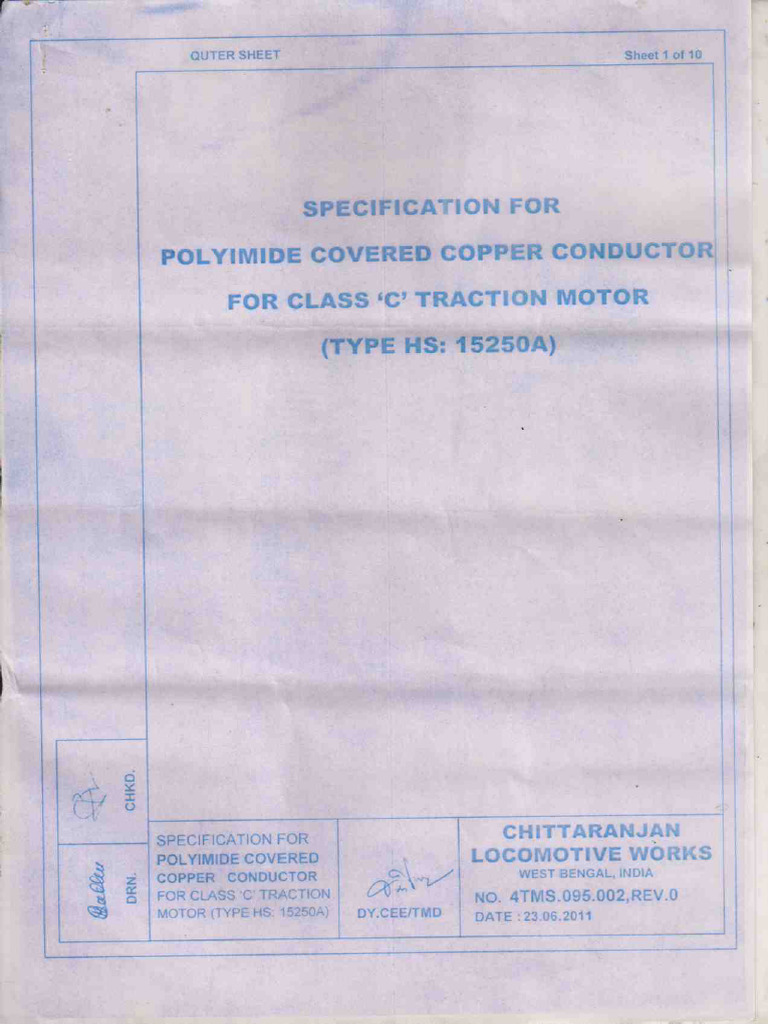 OUTER SHEET
Sheet 1 of 10
SPECIFICATION FOR
POLYIMIDE COVERED COPPER CONDUCTOR
FOR CLASS 'C' TRACTION MOTOR
(TYPE HS: 15250A)
CHKD.
DRN.
SPECIFICATION FOR
POLYIMIDE COVERED
COPPER CONDUCTOR
FOR CLASS 'C' TRACTION
MOTOR (TYPE HS: 15250A)
DY.CEE/TMD
CHITTARANJAN
LOCOMOTIVE WORKS
WEST BENGAL, INDIA
NO. 4TMS.095.002,REV.0
DATE : 23.06.2011